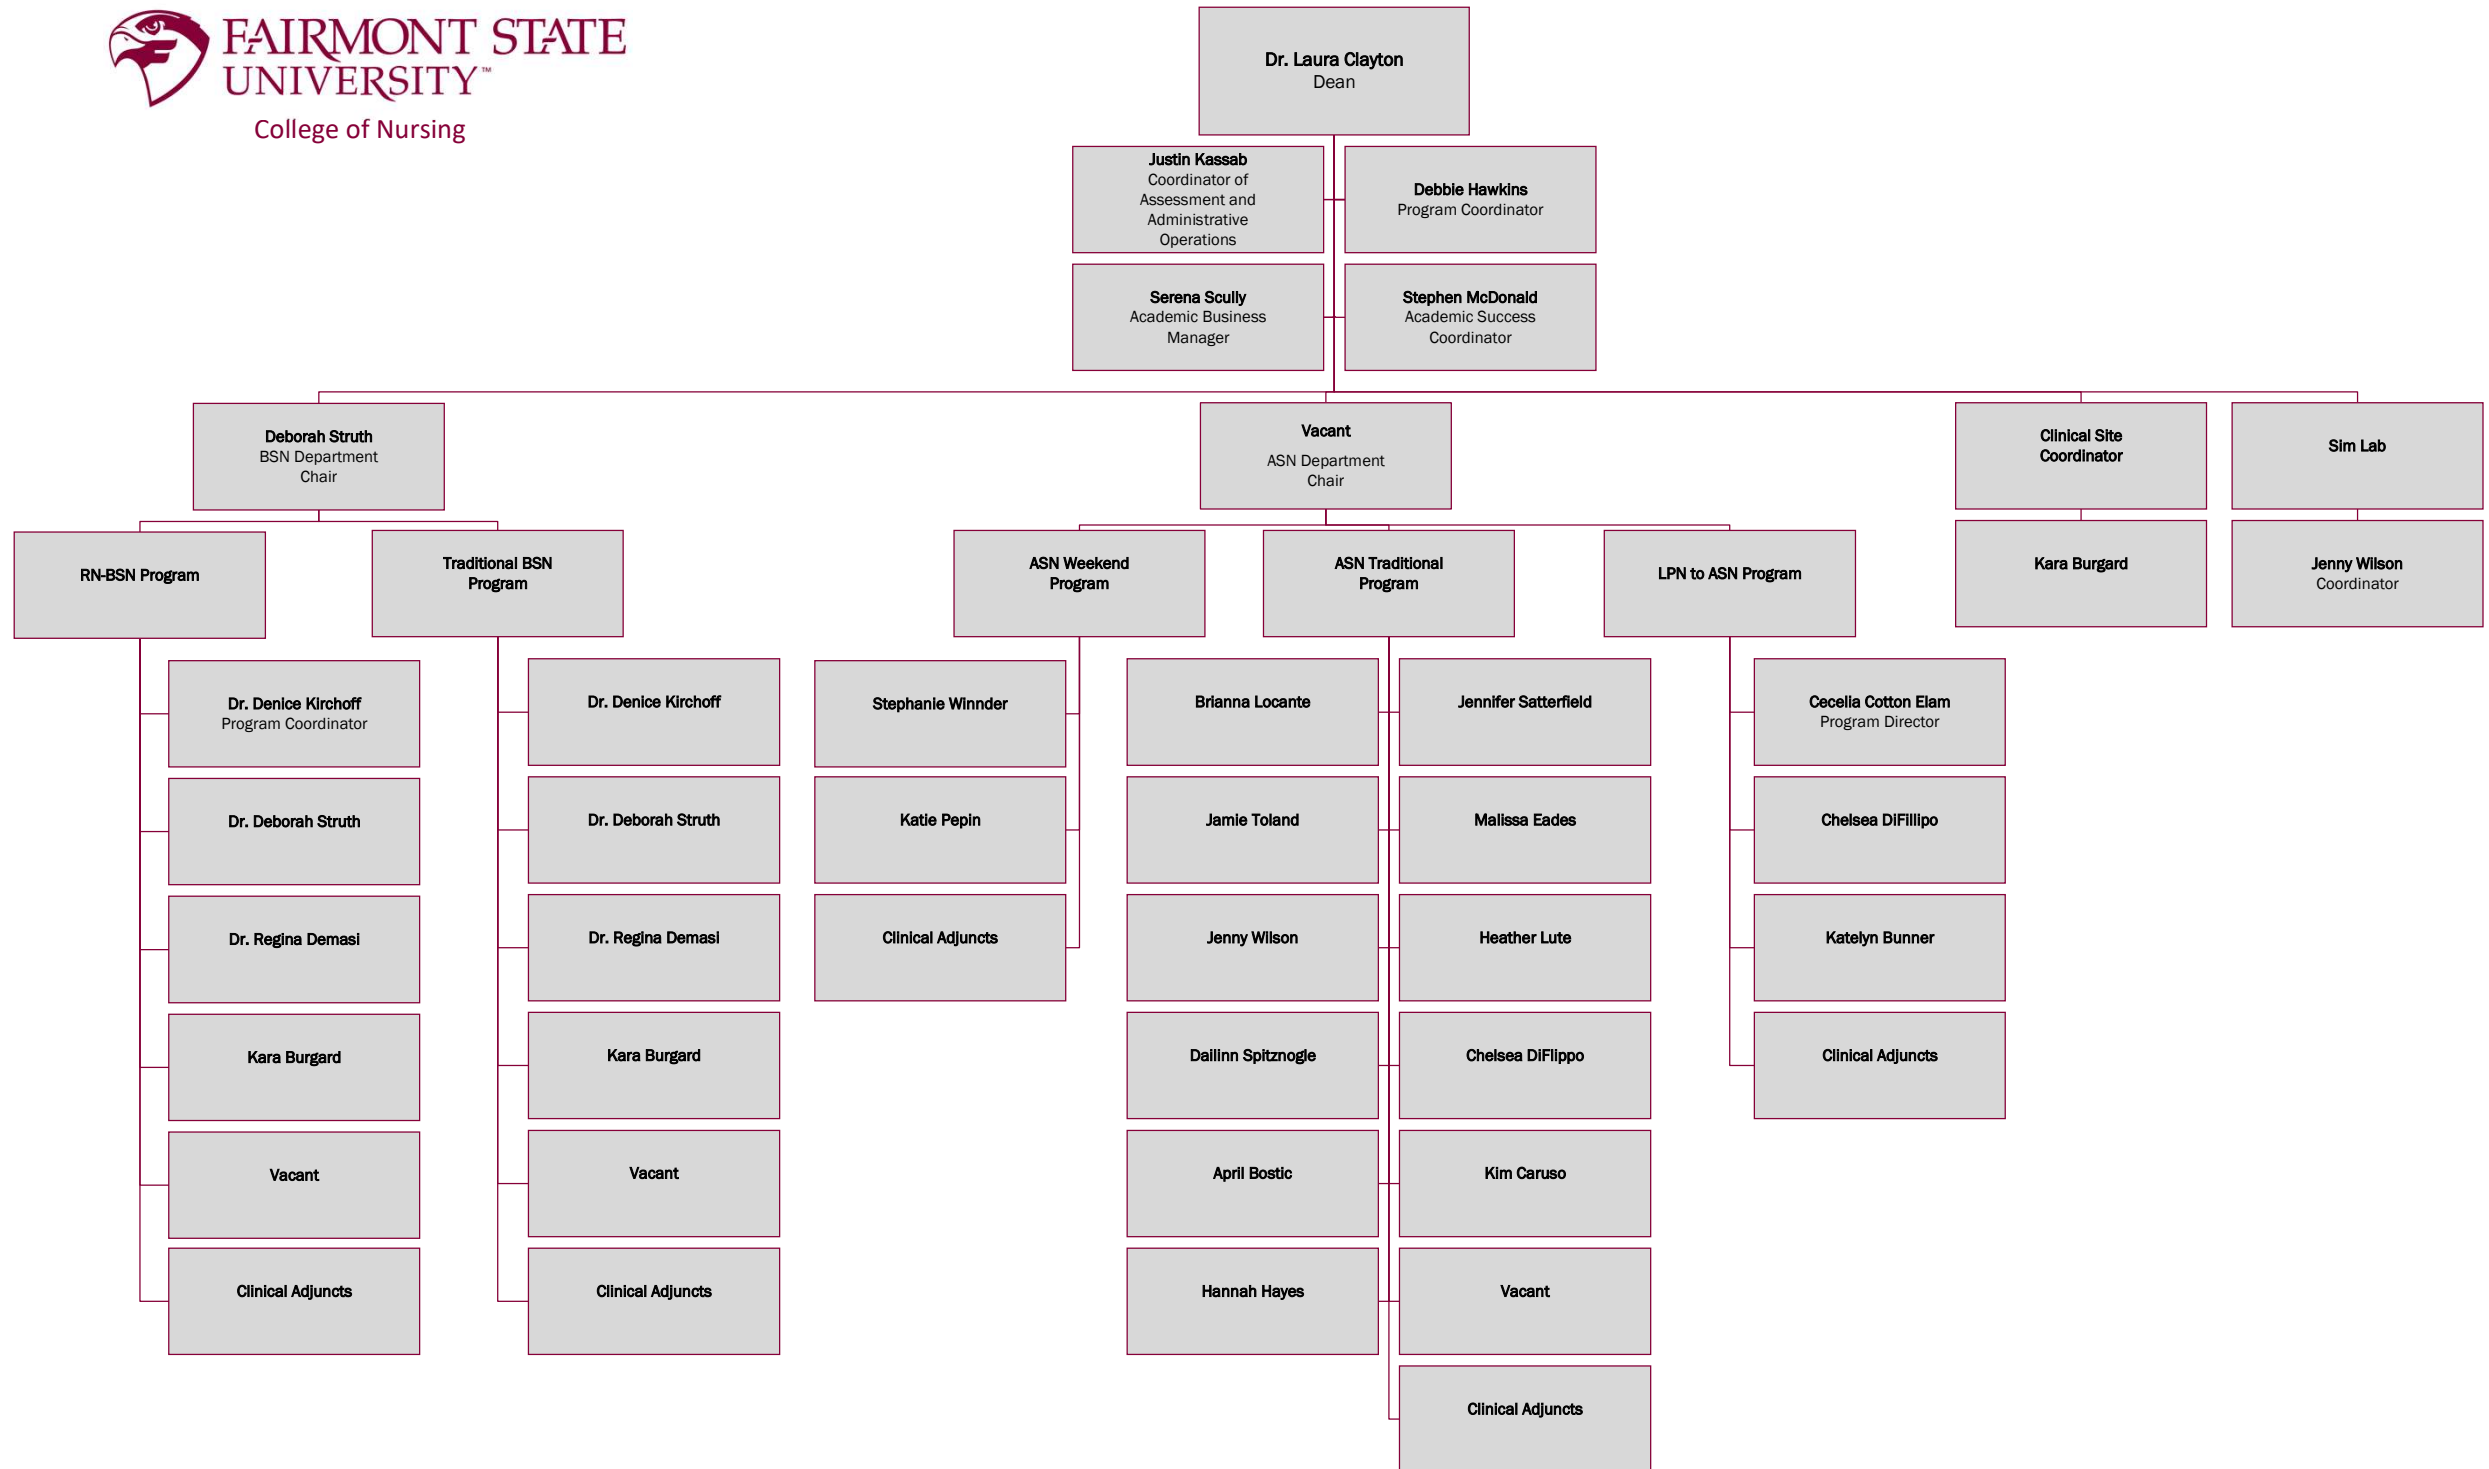 FAIRMONT STATE
UNIVERSITY™
College of Nursing
Dr. Laura Clayton
Dean
Justin Kassab
Coordinator of
Assessment and
Administrative
Operations
Debbie Hawkins
Program Coordinator
Serena Scully
Academic Business
Manager
Stephen McDonald
Academic Success
Coordinator
Deborah Struth
BSN Department
Chair
Vacant
ASN Department
Chair
Clinical Site
Coordinator
Sim Lab
RN-BSN Program
Traditional BSN
Program
ASN Weekend
Program
ASN Traditional
Program
LPN to ASN Program
Kara Burgard
Jenny Wilson
Coordinator
Dr. Denice Kirchoff
Program Coordinator
Dr. Deborah Struth
Dr. Regina Demasi
Kara Burgard
Vacant
Clinical Adjuncts
Dr. Denice Kirchoff
Dr. Deborah Struth
Dr. Regina Demasi
Kara Burgard
Vacant
Clinical Adjuncts
Stephanie Winnder
Katie Pepin
Clinical Adjuncts
Brianna Locante
Jamie Toland
Jenny Wilson
Dailinn Spitznogle
April Bostic
Hannah Hayes
Jennifer Satterfield
Malissa Eades
Heather Lute
Chelsea DiFlippo
Kim Caruso
Vacant
Clinical Adjuncts
Cecelia Cotton Elam
Program Director
Chelsea DiFillipo
Katelyn Bunner
Clinical Adjuncts